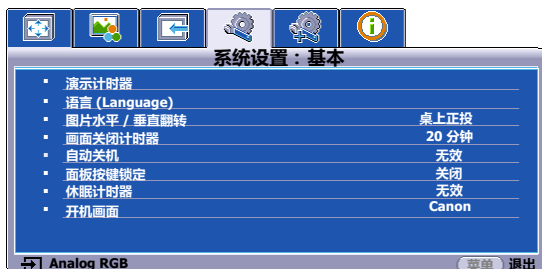 系统设置：基本
演示计时器
语言 (Language)
图片水平 / 垂直翻转 桌上正投
画面关闭计时器 20 分钟
自动关机 无效
面板按键锁定 关闭
休眠计时器 无效
开机画面 Canon
Analog RGB 菜单 退出